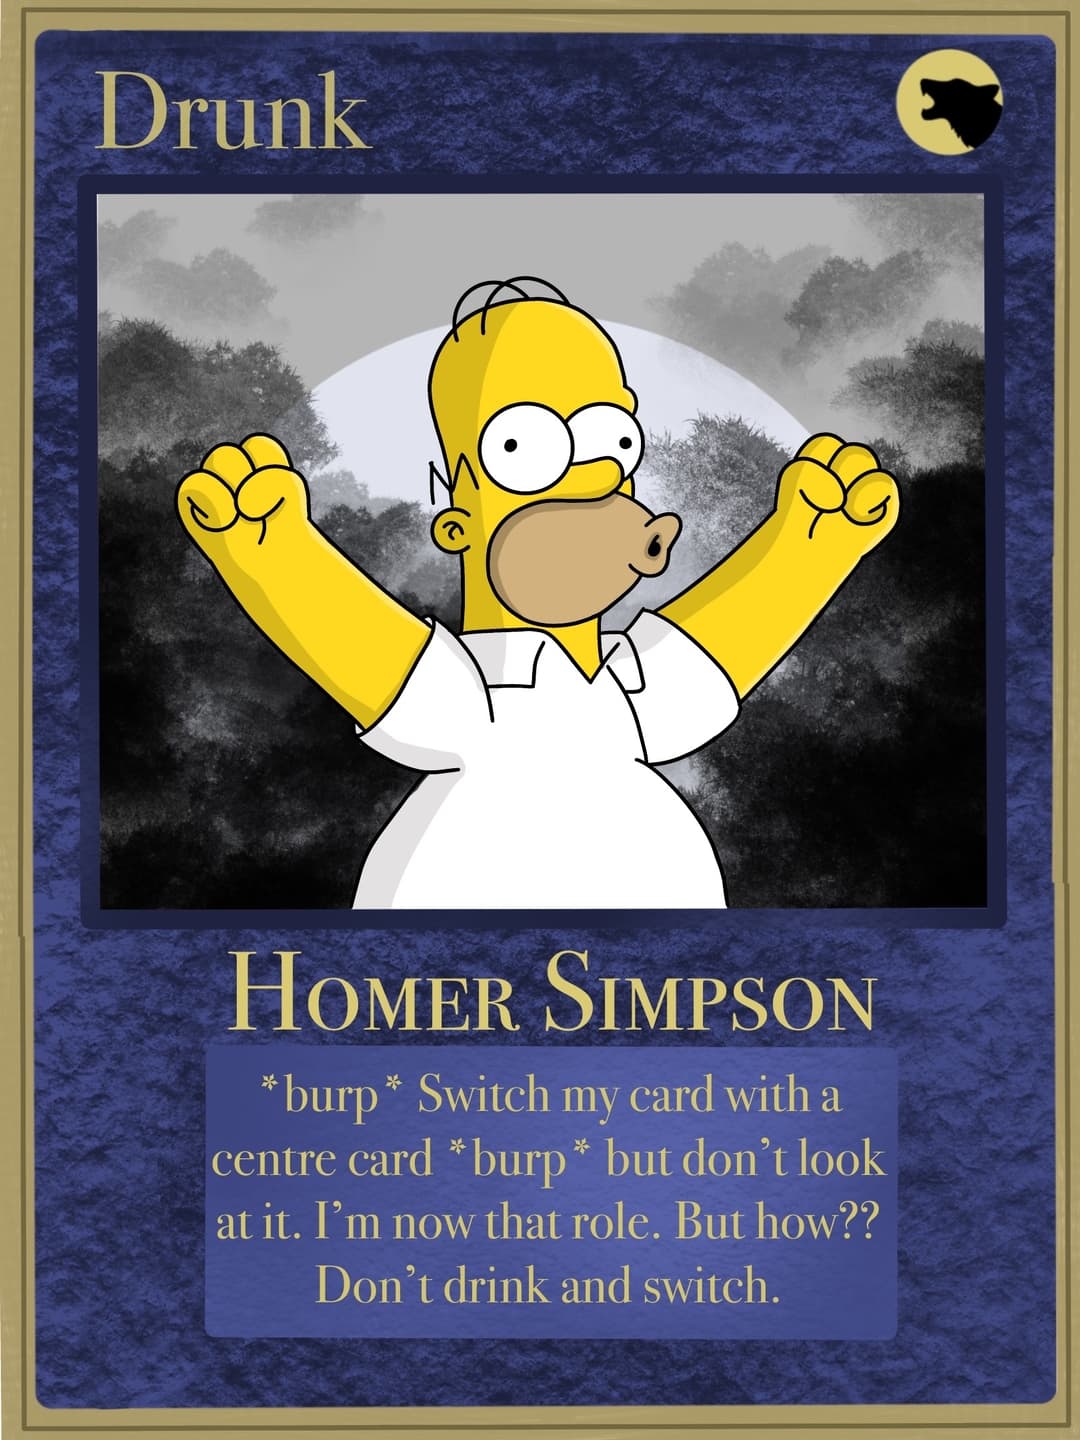 Drunk
Homer Simpson
*burp* Switch my card with a
centre card *burp* but don't look
at it. I'm now that role. But how??
Don't drink and switch.